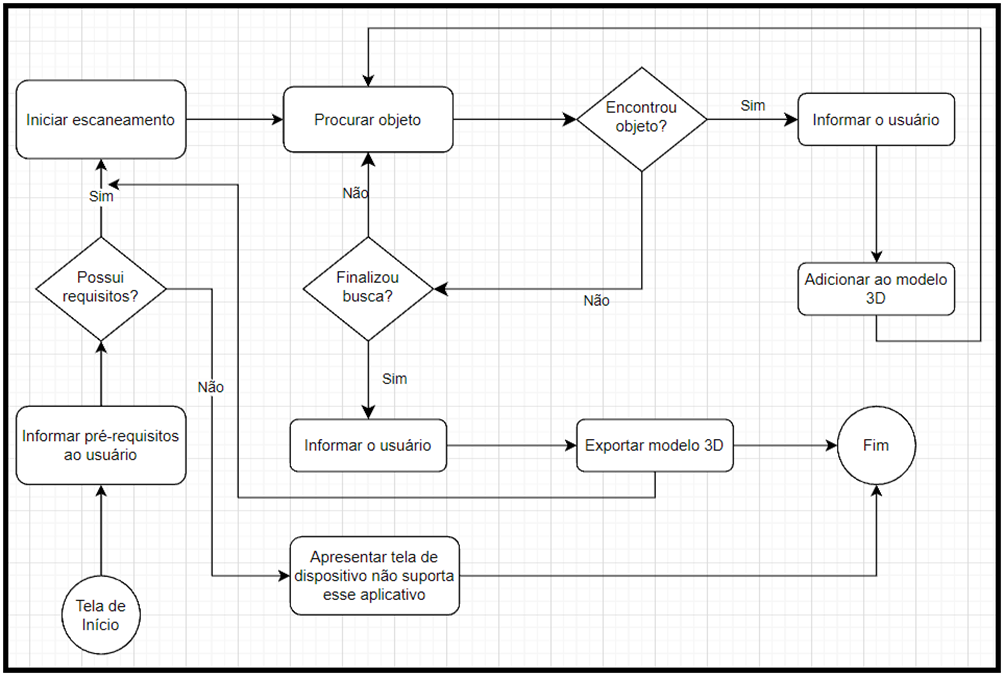 Iniciar escaneamento
Procurar objeto
Encontrou
objeto?
Sim
Informar o usuário
Sim
Não
Possui
requisitos?
Finalizou
busca?
Não
Adicionar ao modelo
3D
Não
Sim
Informar pré-requisitos
ao usuário
Informar o usuário
Exportar modelo 3D
Fim
Apresentar tela de
dispositivo não suporta
esse aplicativo
Tela de
Início